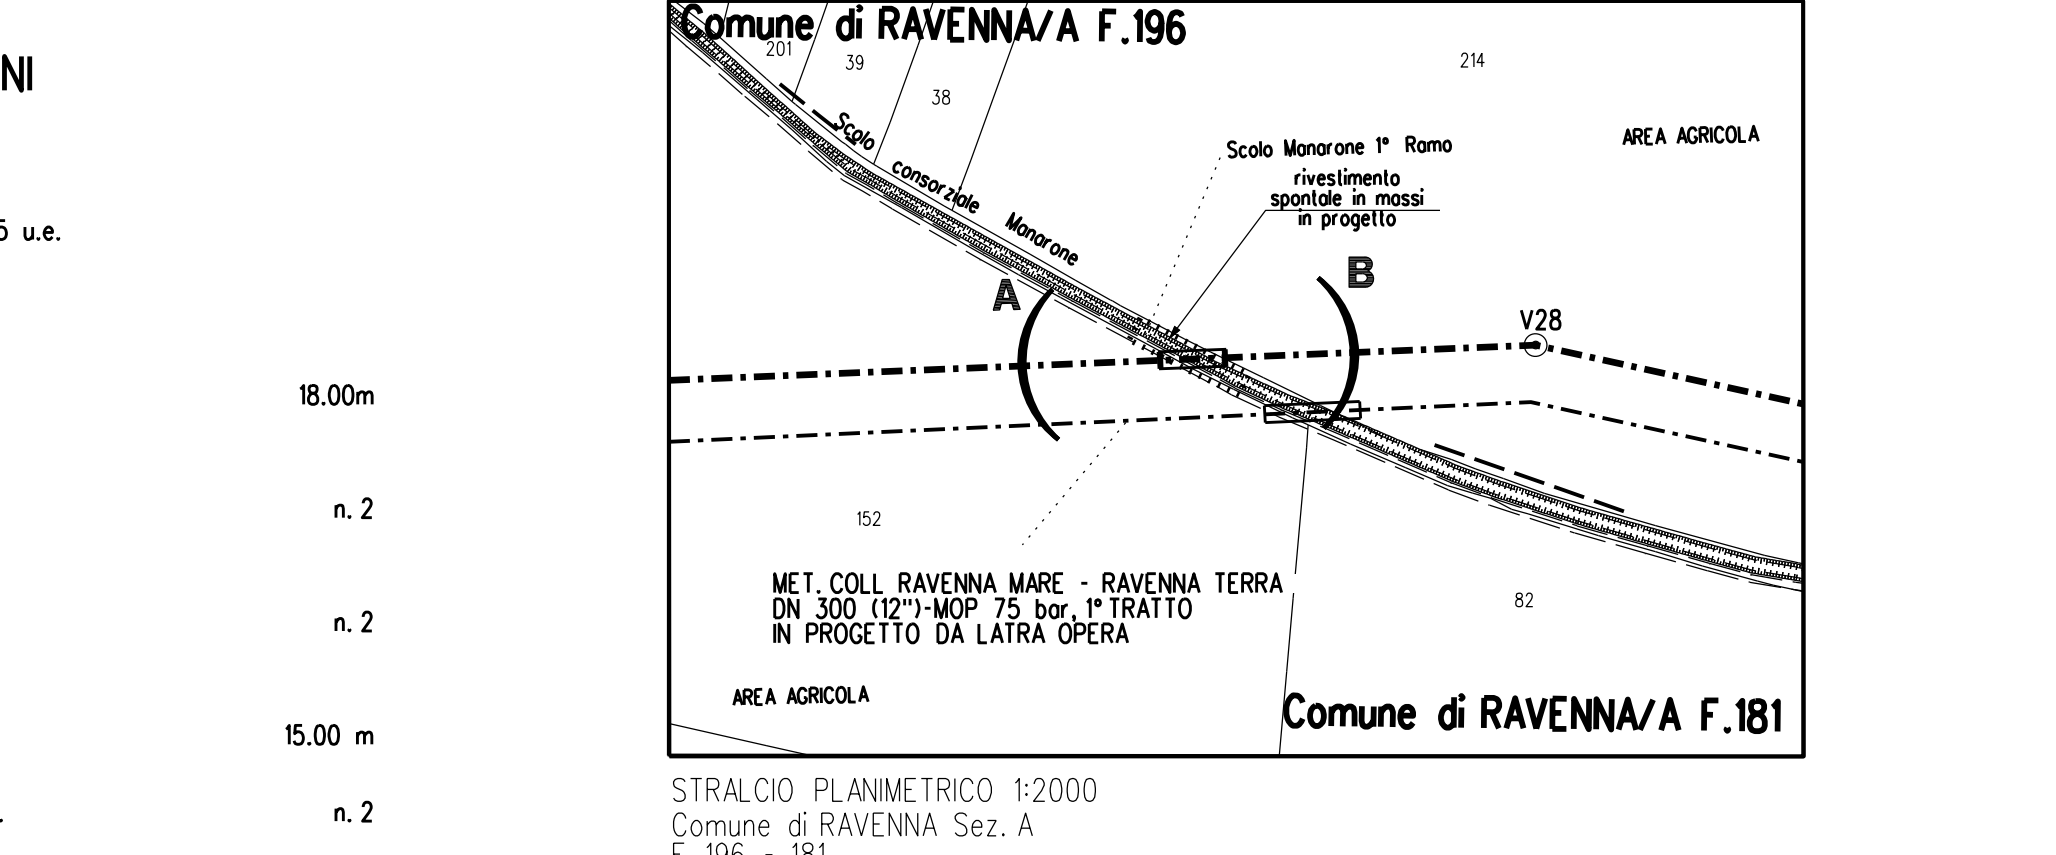 NI
5 u.e.
18.00m
n. 2
n. 2
15.00 m
n. 2
Comune di RAVENNA/A F.196
201
39
38
214
AREA AGRICOLA
Scolo consorziale Manarone
Scolo Manarone 1° Ramo
rivestimento
spontale in massi
in progetto
A
B
V28
152
MET. COLL RAVENNA MARE - RAVENNA TERRA
DN 300 (12")-MOP 75 bar, 1° TRATTO
IN PROGETTO DA LATRA OPERA
82
AREA AGRICOLA
Comune di RAVENNA/A F.181
STRALCIO PLANIMETRICO 1:2000
Comune di RAVENNA Sez. A
F. 196 - 181